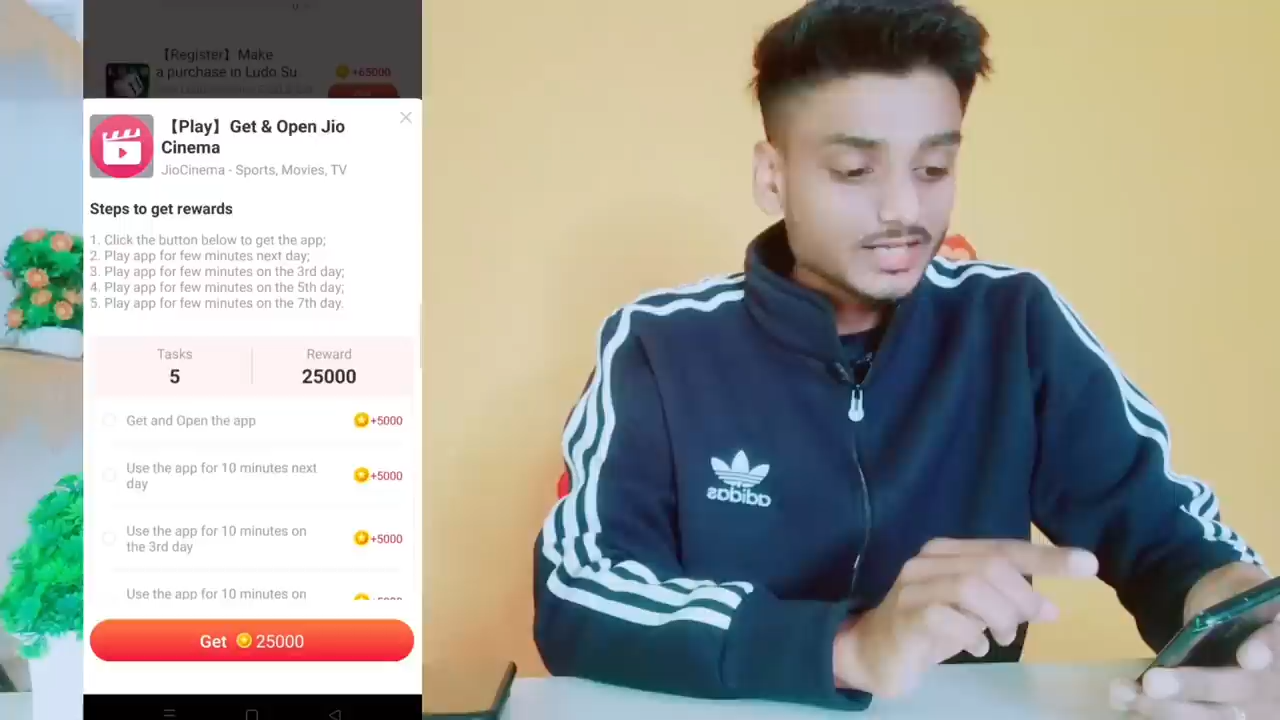 【Register】Make
a purchase in Ludo Su
+65000
【Play】Get & Open Jio
Cinema
JioCinema - Sports, Movies, TV
Steps to get rewards
1. Click the button below to get the app;
2. Play app for few minutes next day;
3. Play app for few minutes on the 3rd day;
4. Play app for few minutes on the 5th day;
5. Play app for few minutes on the 7th day.
Tasks
Reward
5
25000
Get and Open the app
+5000
Use the app for 10 minutes next
day
+5000
Use the app for 10 minutes on
the 3rd day
+5000
Use the app for 10 minutes on
+5000
Get 25000
adidas